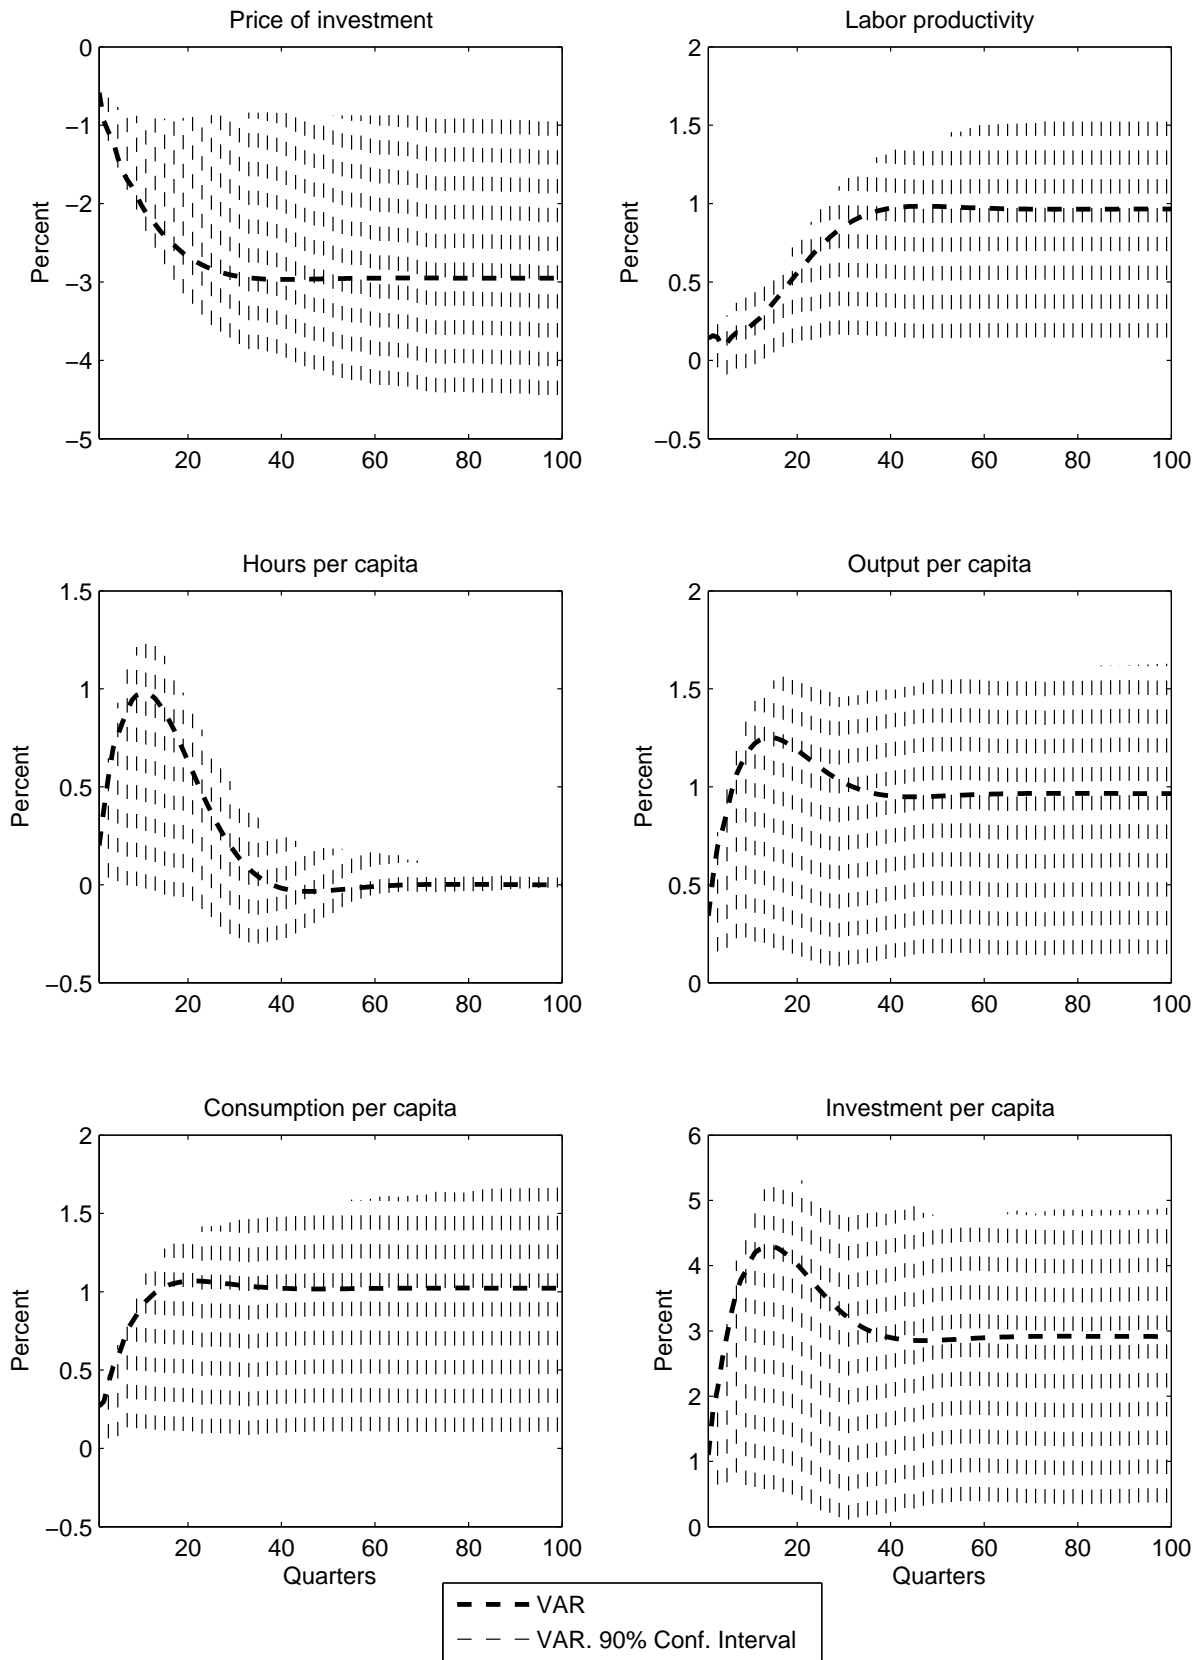 Price of investment
Percent
0
−1
−2
−3
−4
−5
20 40 60 80 100
Labor productivity
Percent
2
1.5
1
0.5
0
−0.5
20 40 60 80 100
Hours per capita
Percent
1.5
1
0.5
0
−0.5
20 40 60 80 100
Output per capita
Percent
2
1.5
1
0.5
0
20 40 60 80 100
Consumption per capita
Percent
2
1.5
1
0.5
0
−0.5
20 40 60 80 100
Quarters
Investment per capita
Percent
6
5
4
3
2
1
0
20 40 60 80 100
Quarters
VAR
VAR. 90% Conf. Interval